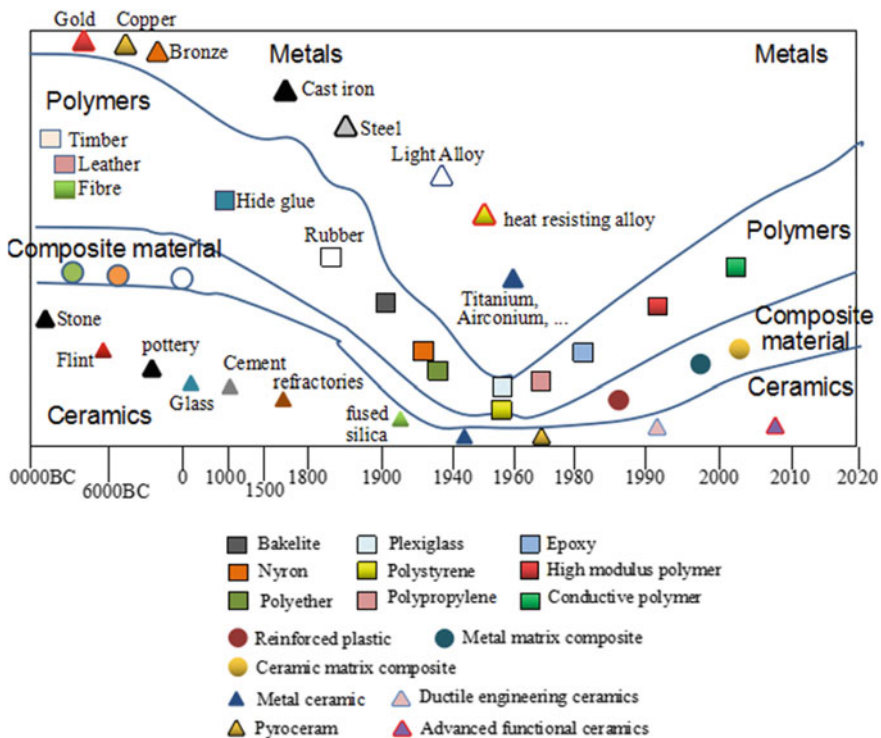 Gold Copper
Bronze
Metals
Metals
Cast iron
Polymers
Steel
Timber
Leather
Light Alloy
Fibre
Hide glue
heat resisting alloy
Rubber
Polymers
Composite material
Titanium,
Airconium, ...
Composite
material
Stone
Flint
pottery
Glass
Cement
refractories
fused
silica
Ceramics
Ceramics
0000BC
6000BC
0
1000
1500
1800
1900
1940
1960
1980
1990
2000
2010
2020
Bakelite Plexiglass Epoxy
Nyron Polystyrene High modulus polymer
Polyether Polypropylene Conductive polymer
Reinforced plastic Metal matrix composite
Ceramic matrix composite
Metal ceramic Ductile engineering ceramics
Pyroceram Advanced functional ceramics